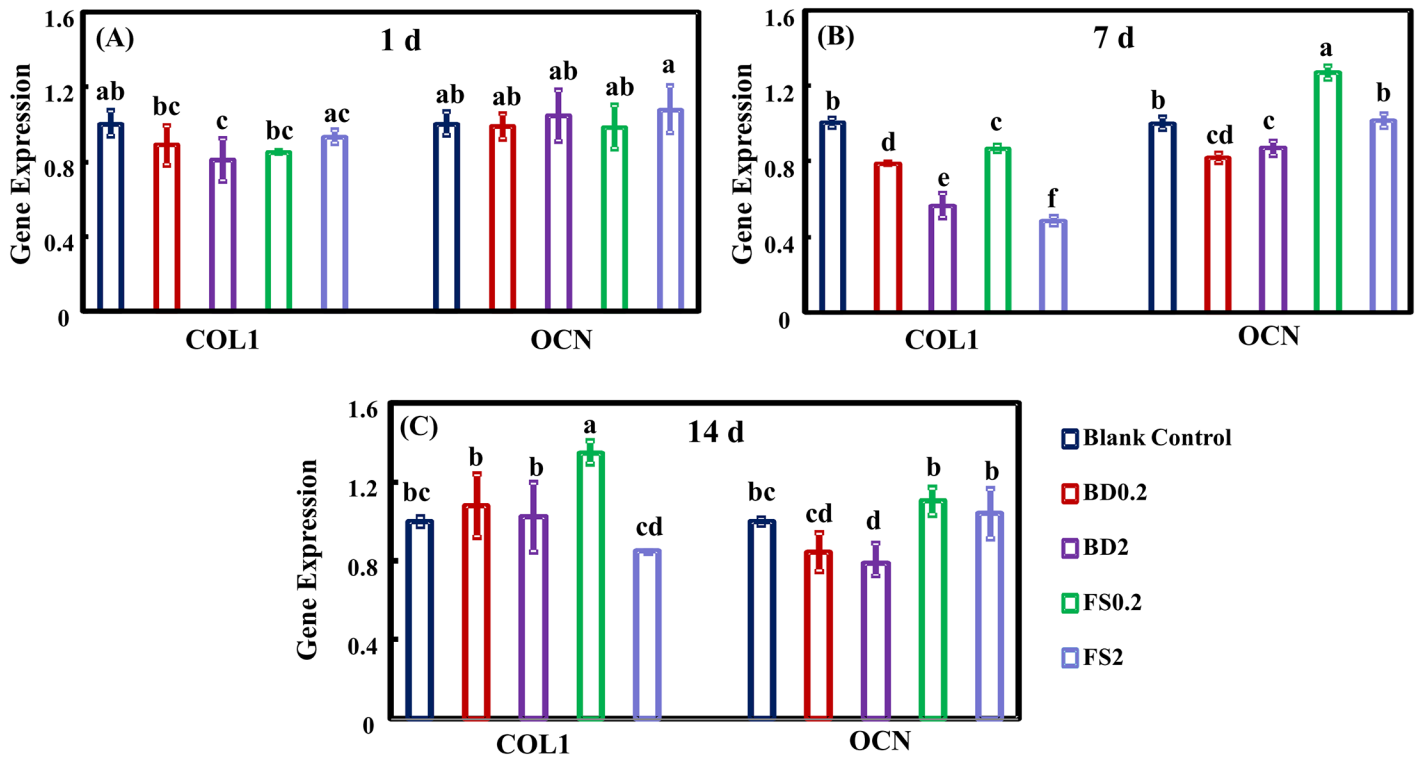 (A) 1 d
Gene Expression
1.6
1.2
0.8
0.4
0
ab bc c bc ac ab ab ab ab a
COL1 OCN
(B) 7 d
Gene Expression
1.6
1.2
0.8
0.4
0
b d e c f b cd c a b
COL1 OCN
(C) 14 d
Gene Expression
1.6
1.2
0.8
0.4
0
bc b b a cd bc cd d b b
COL1 OCN
Blank Control
BD0.2
BD2
FS0.2
FS2